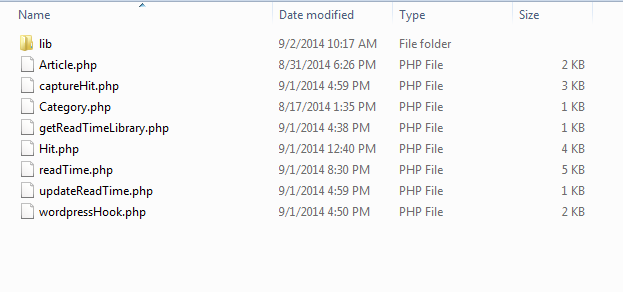 Name Date modified Type Size
lib 9/2/2014 10:17 AM File folder
Article.php 8/31/2014 6:26 PM PHP File 2 KB
captureHit.php 9/1/2014 4:59 PM PHP File 3 KB
Category.php 8/17/2014 1:35 PM PHP File 1 KB
getReadTimeLibrary.php 9/1/2014 4:38 PM PHP File 1 KB
Hit.php 9/1/2014 12:40 PM PHP File 4 KB
readTime.php 9/1/2014 8:30 PM PHP File 5 KB
updateReadTime.php 9/1/2014 4:59 PM PHP File 1 KB
wordpressHook.php 9/1/2014 4:50 PM PHP File 2 KB